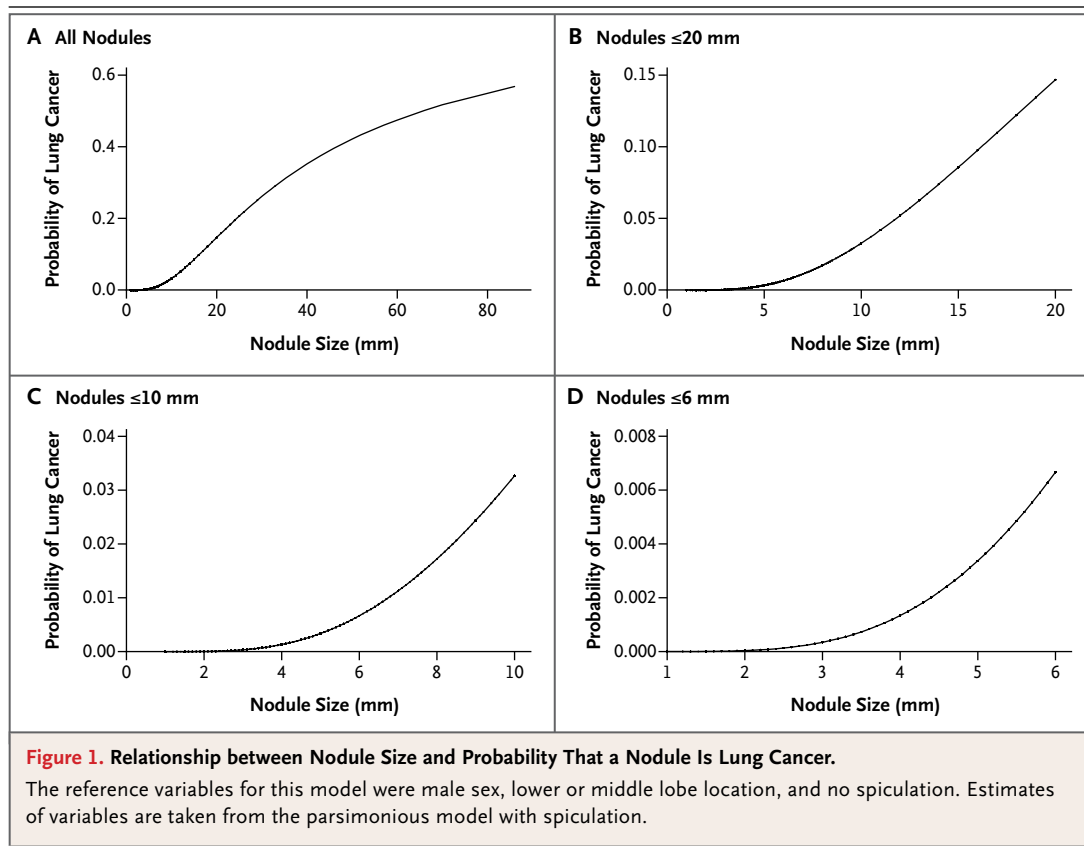 A All Nodules
Probability of Lung Cancer
0.6
0.4
0.2
0.0
0 20 40 60 80
Nodule Size (mm)
B Nodules ≤20 mm
Probability of Lung Cancer
0.15
0.10
0.05
0.00
0 5 10 15 20
Nodule Size (mm)
C Nodules ≤10 mm
Probability of Lung Cancer
0.04
0.03
0.02
0.01
0.00
0 2 4 6 8 10
Nodule Size (mm)
D Nodules ≤6 mm
Probability of Lung Cancer
0.008
0.006
0.004
0.002
0.000
1 2 3 4 5 6
Nodule Size (mm)
Figure 1. Relationship between Nodule Size and Probability That a Nodule Is Lung Cancer.
The reference variables for this model were male sex, lower or middle lobe location, and no spiculation. Estimates
of variables are taken from the parsimonious model with spiculation.